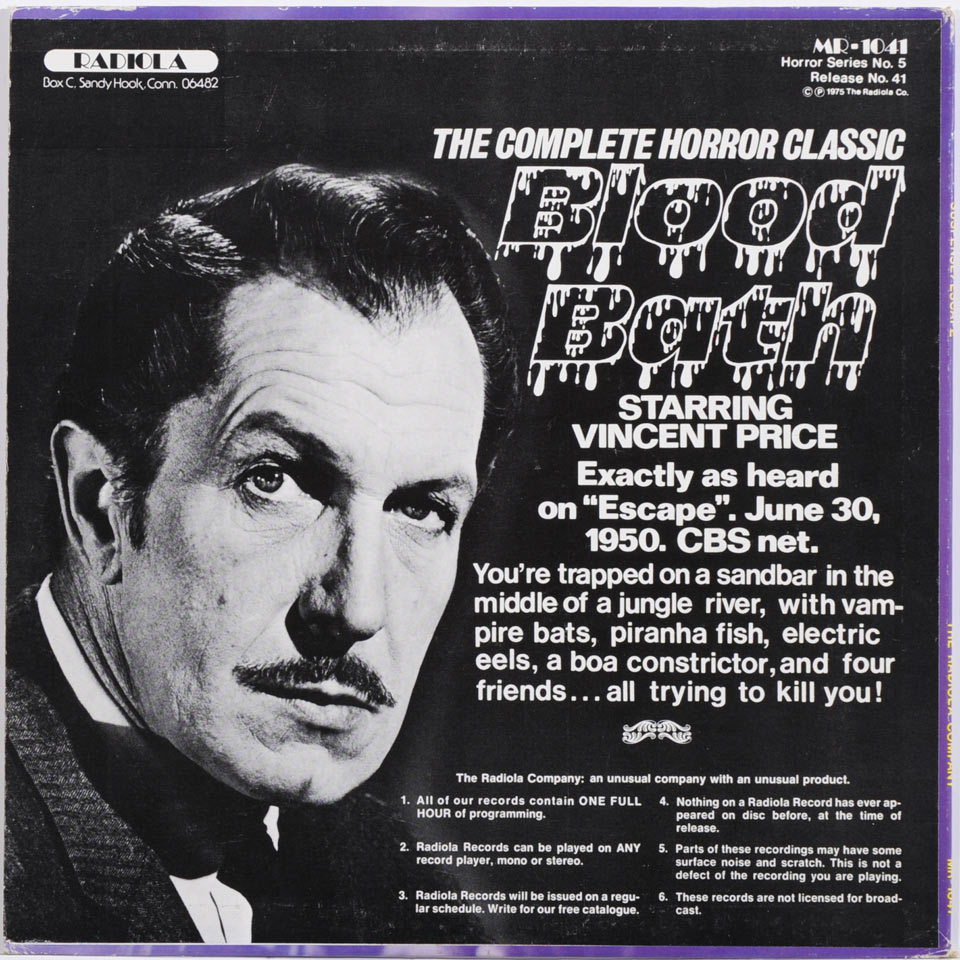 RADIOLA
Box C, Sandy Hook, Conn. 06482
MR-1041
Horror Series No. 5
Release No. 41
© ℗ 1975 The Radiola Co.
THE COMPLETE HORROR CLASSIC
Blood
Bath
STARRING
VINCENT PRICE
Exactly as heard
on "Escape". June 30,
1950. CBS net.
You're trapped on a sandbar in the
middle of a jungle river, with vam-
pire bats, piranha fish, electric
eels, a boa constrictor, and four
friends...all trying to kill you!
The Radiola Company: an unusual company with an unusual product.
1. All of our records contain ONE FULL
HOUR of programming.
2. Radiola Records can be played on ANY
record player, mono or stereo.
3. Radiola Records will be issued on a regu-
lar schedule. Write for our free catalogue.
4. Nothing on a Radiola Record has ever ap-
peared on disc before, at the time of
release.
5. Parts of these recordings may have some
surface noise and scratch. This is not a
defect of the recording you are playing.
6. These records are not licensed for broad-
cast.
THE RADIOLA COMPANY